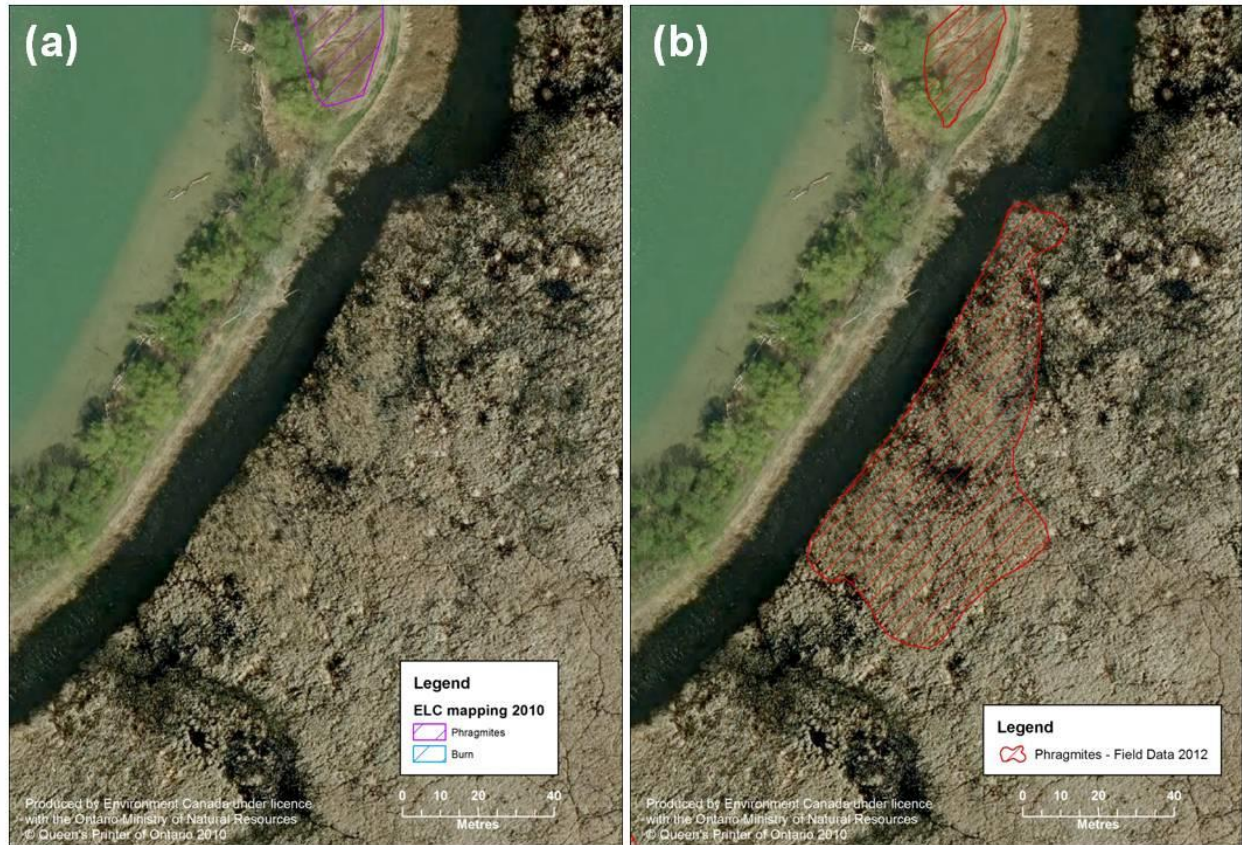 (a)
Legend
ELC mapping 2010
Phragmites
Burn
Produced by Environment Canada under licence
with the Ontario Ministry of Natural Resources
© Queen's Printer of Ontario 2010
0 20 40
Metres
(b)
Legend
Phragmites - Field Data 2012
Produced by Environment Canada under licence
with the Ontario Ministry of Natural Resources
© Queen's Printer of Ontario 2010
0 20 40
Metres